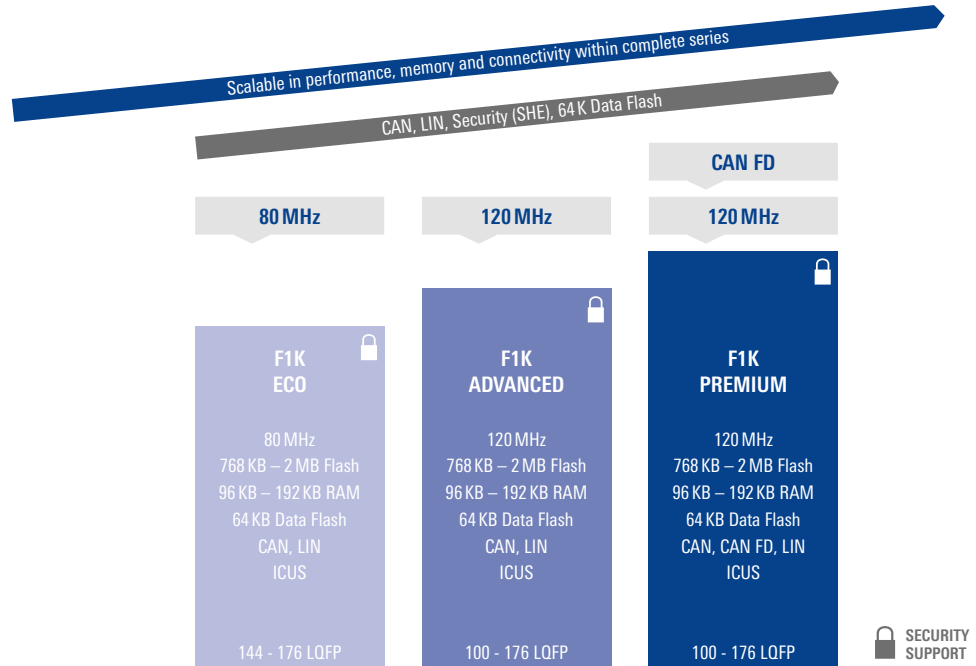 Scalable in performance, memory and connectivity within complete series
CAN, LIN, Security (SHE), 64 K Data Flash
CAN FD
80 MHz
120 MHz
120 MHz
F1K
ECO
80 MHz
768 KB – 2 MB Flash
96 KB – 192 KB RAM
64 KB Data Flash
CAN, LIN
ICUS
144 - 176 LQFP
F1K
ADVANCED
120 MHz
768 KB – 2 MB Flash
96 KB – 192 KB RAM
64 KB Data Flash
CAN, LIN
ICUS
100 - 176 LQFP
F1K
PREMIUM
120 MHz
768 KB – 2 MB Flash
96 KB – 192 KB RAM
64 KB Data Flash
CAN, CAN FD, LIN
ICUS
100 - 176 LQFP
SECURITY
SUPPORT